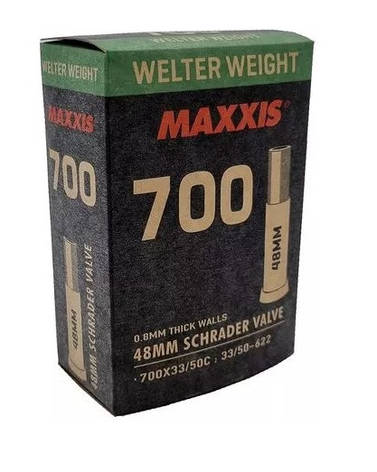 WELTER WEIGHT
WELTER WEIGHT
MAXXIS
700
48MM
0.8MM THICK WALLS
48MM SCHRADER VALVE
· 700X33/50C ; 33/50-622
MAXXIS
700
48MM
48MM SCHRADER VALVE